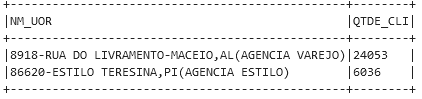 +------------------------------------------------+--------+
|NM_UOR                                          |QTDE_CLI|
+------------------------------------------------+--------+
|8918-RUA DO LIVRAMENTO-MACEIO,AL(AGENCIA VAREJO)|24053   |
|86620-ESTILO TERESINA,PI(AGENCIA ESTILO)        |6036    |
+------------------------------------------------+--------+